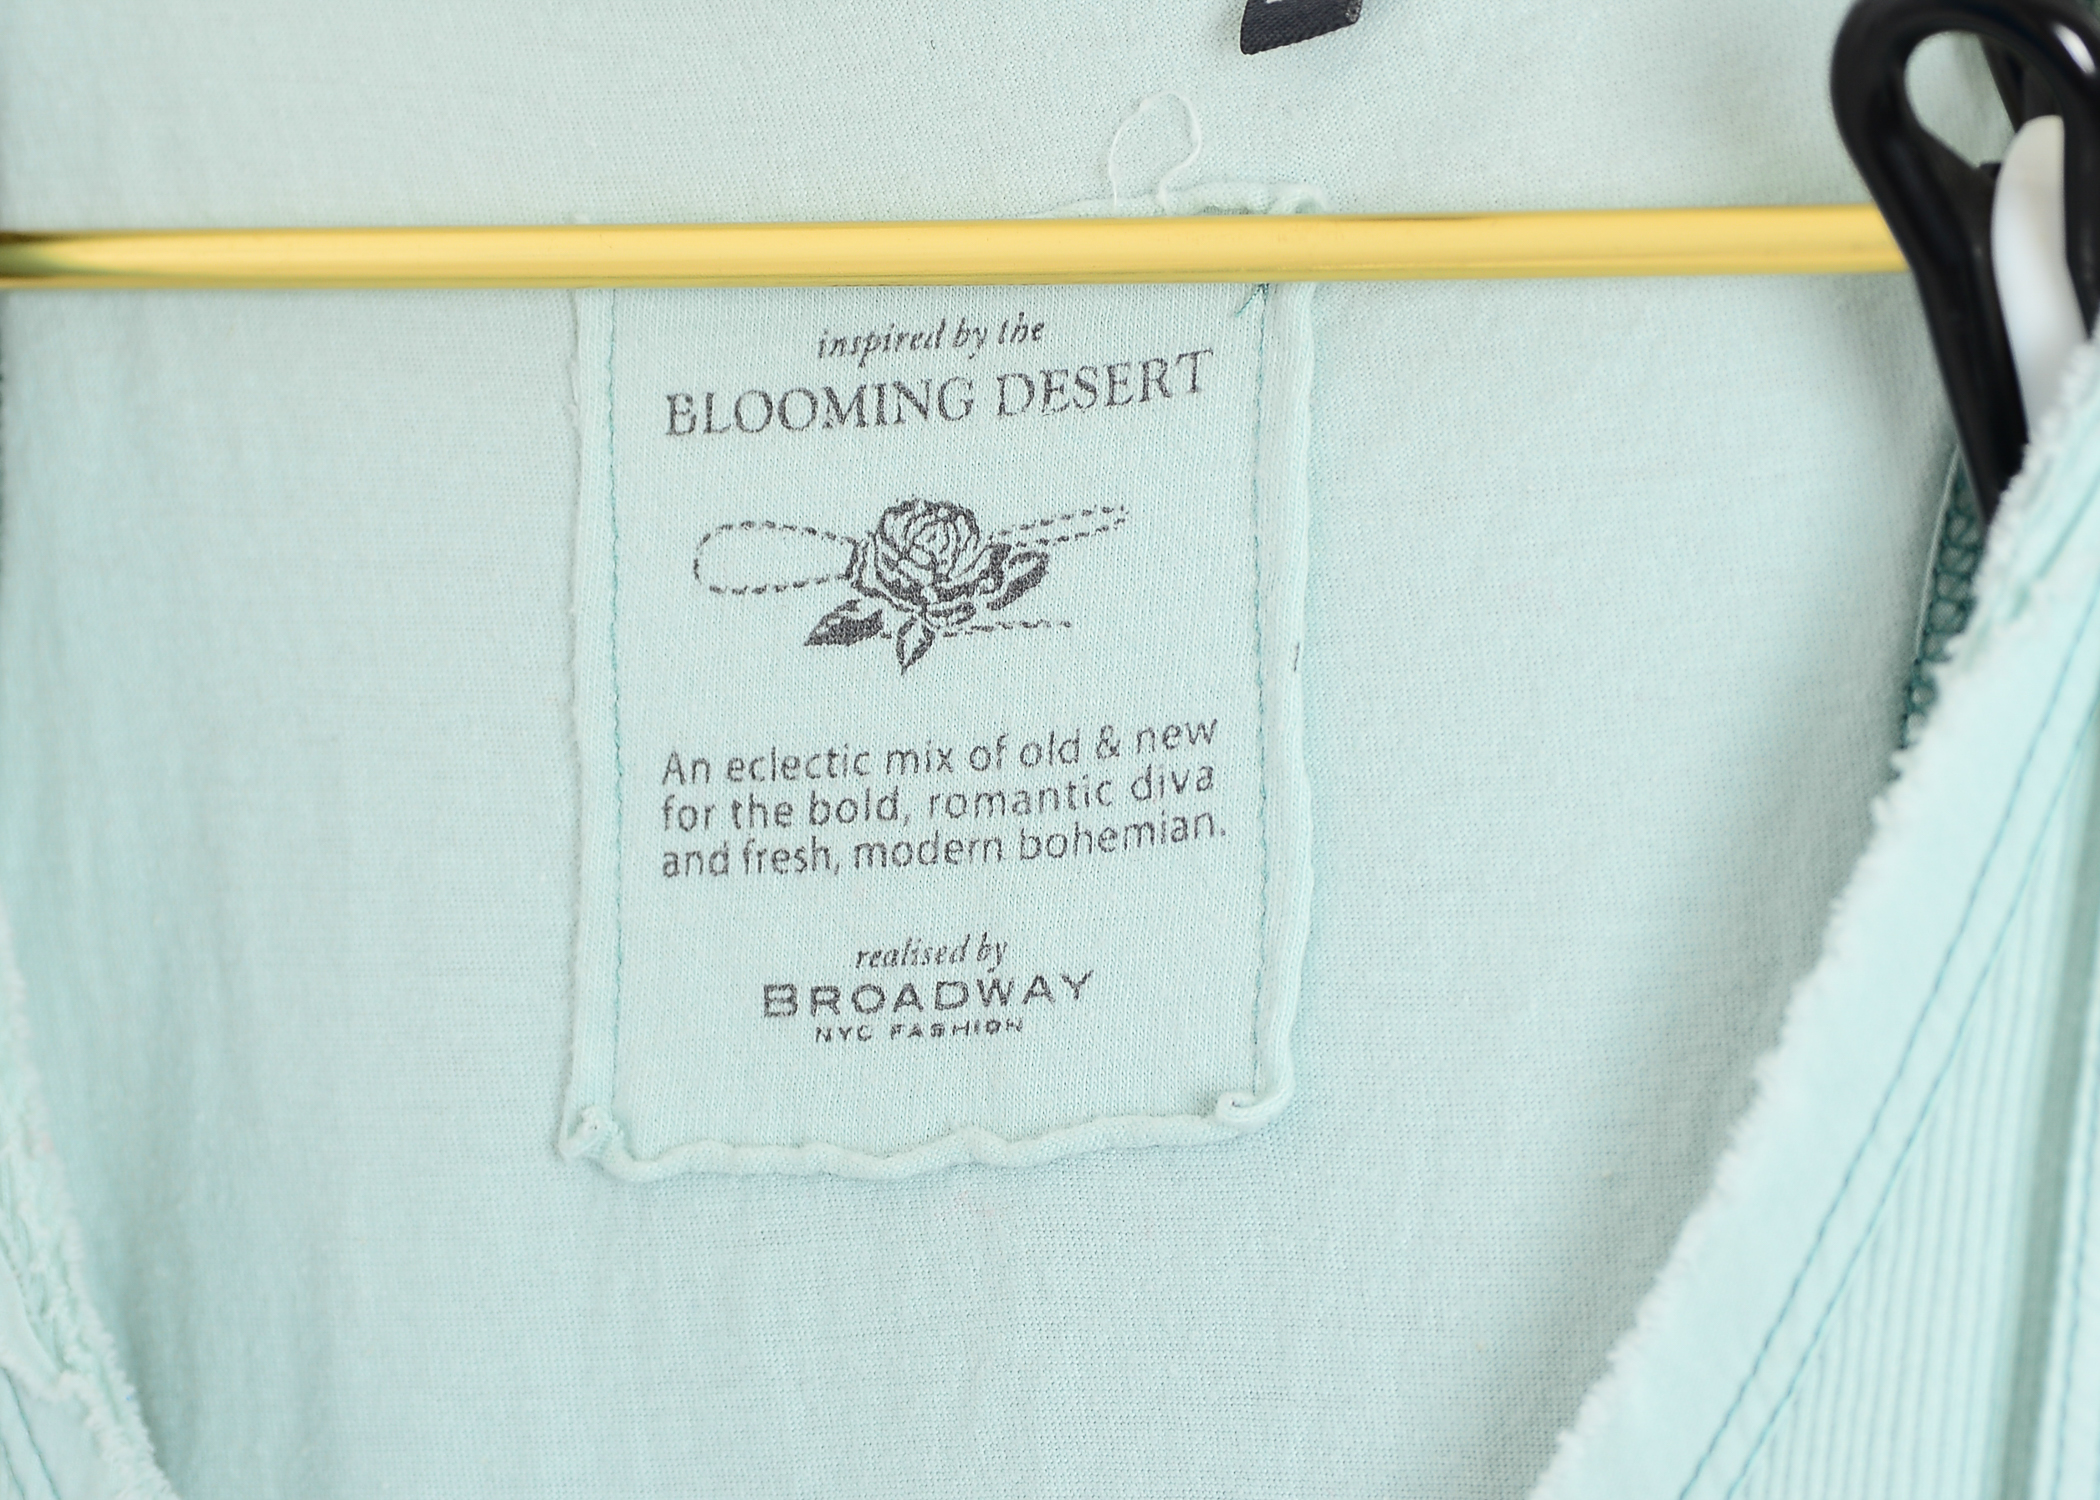 inspired by the
BLOOMING DESERT
An eclectic mix of old & new
for the bold, romantic diva
and fresh, modern bohemian.
realised by
BROADWAY
NYC FASHION